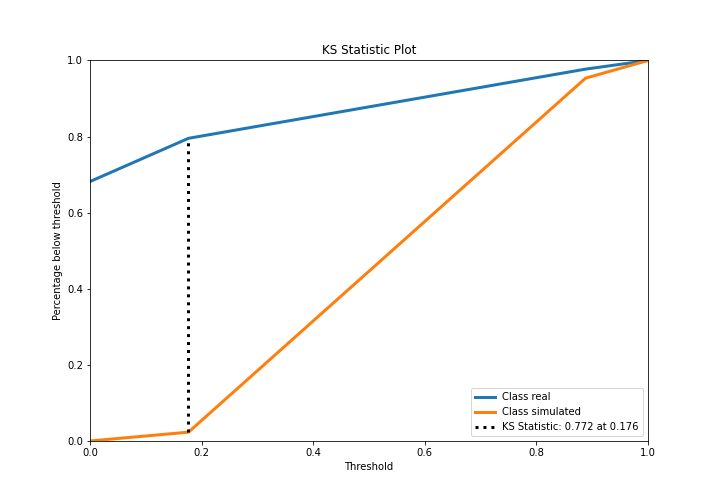 KS Statistic Plot
1.0
0.8
0.6
0.4
0.2
0.0
Percentage below threshold
0.0 0.2 0.4 0.6 0.8 1.0
Threshold
Class real
Class simulated
KS Statistic: 0.772 at 0.176